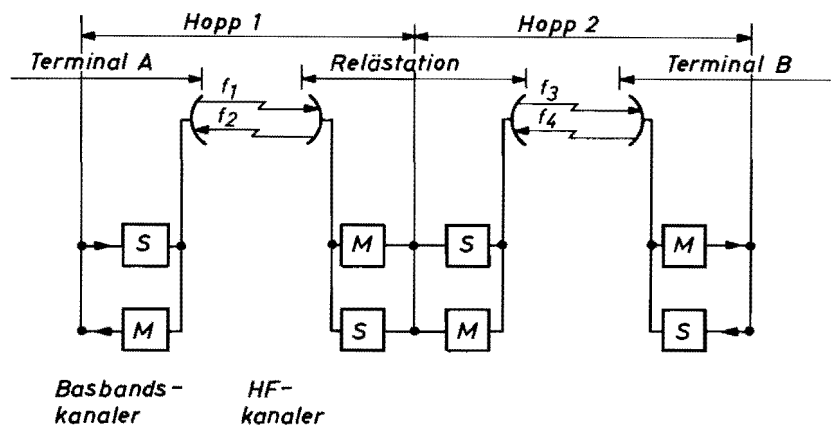 Hopp 1 Hopp 2
Terminal A Relästation Terminal B
f1 f3
f2 f4
S M S M
M S M S
Basbands- HF-
kanaler kanaler